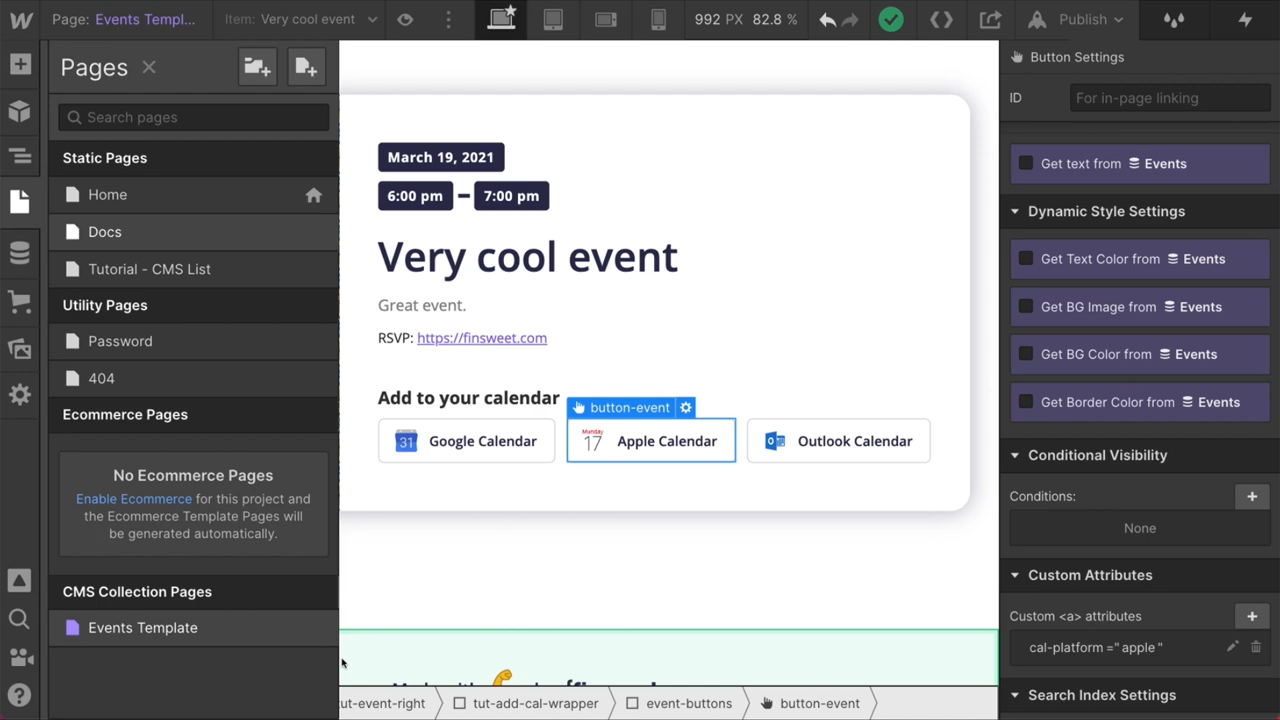 Page: Events Templ...
Item: Very cool event
992 PX 82.8 %
Publish
Pages
Search pages
Static Pages
Home
Docs
Tutorial - CMS List
Utility Pages
Password
404
Ecommerce Pages
No Ecommerce Pages
Enable Ecommerce for this project and
the Ecommerce Template Pages will
be generated automatically.
CMS Collection Pages
Events Template
March 19, 2021
6:00 pm – 7:00 pm
Very cool event
Great event.
RSVP: https://finsweet.com
Add to your calendar
button-event
31 Google Calendar
Monday
17 Apple Calendar
Outlook Calendar
tut-event-right
tut-add-cal-wrapper
event-buttons
button-event
Button Settings
ID
For in-page linking
Get text from Events
Dynamic Style Settings
Get Text Color from Events
Get BG Image from Events
Get BG Color from Events
Get Border Color from Events
Conditional Visibility
Conditions:
None
Custom Attributes
Custom <a> attributes
cal-platform ="apple"
Search Index Settings